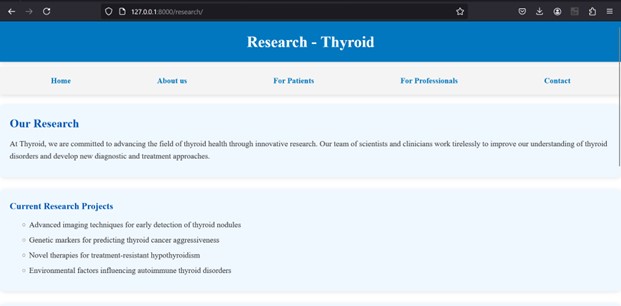 127.0.0.1:8000/research/
Research - Thyroid
Home About us For Patients For Professionals Contact
Our Research
At Thyroid, we are committed to advancing the field of thyroid health through innovative research. Our team of scientists and clinicians work tirelessly to improve our understanding of thyroid
disorders and develop new diagnostic and treatment approaches.
Current Research Projects
Advanced imaging techniques for early detection of thyroid nodules
Genetic markers for predicting thyroid cancer aggressiveness
Novel therapies for treatment-resistant hypothyroidism
Environmental factors influencing autoimmune thyroid disorders